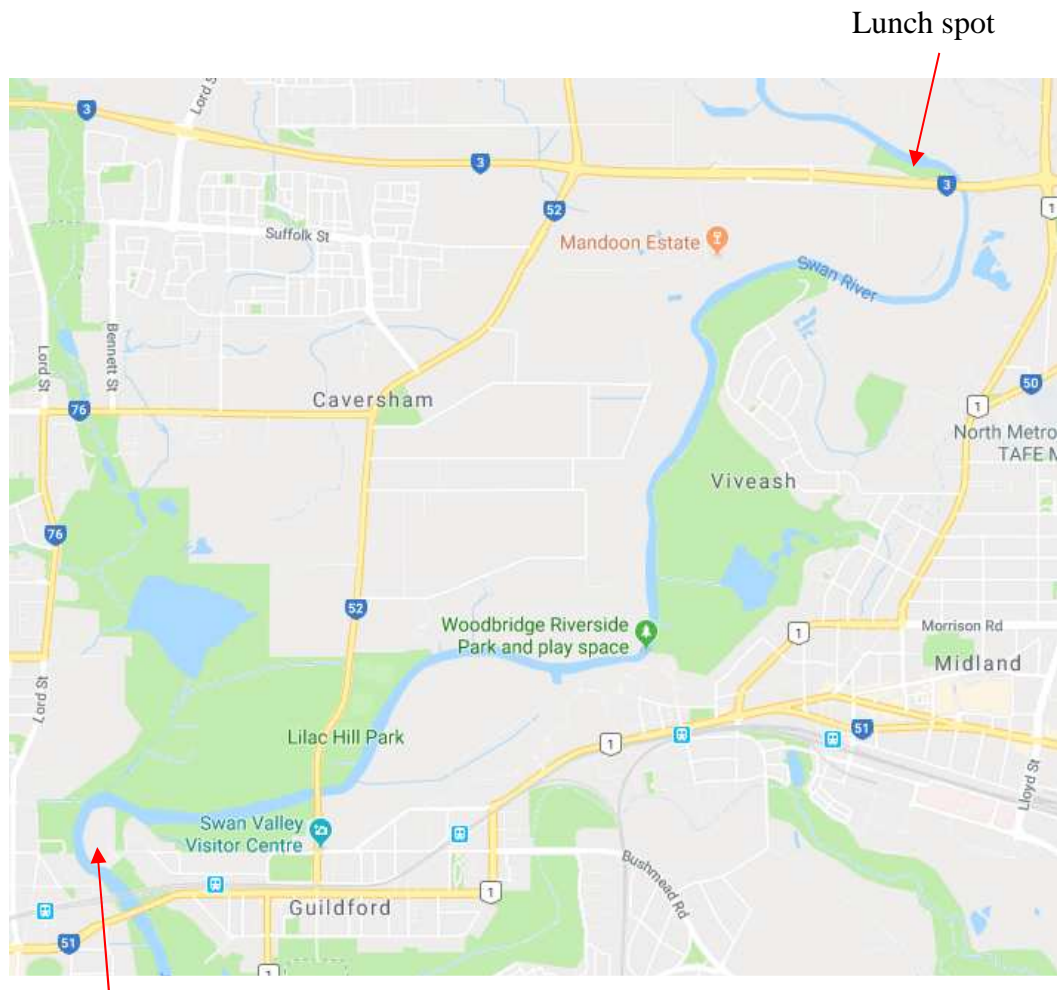 Lunch spot
Lord S
3
3
3
1
52
Suffolk St
Mandoon Estate
Swan River
Lord St
Bennett St
76
Caversham
50
1
North Metro
TAFE M
Viveash
76
52
Woodbridge Riverside
Park and play space
1
Morrison Rd
Midland
Lord St
Lilac Hill Park
1
51
Lloyd St
Swan Valley
Visitor Centre
Bushmead Rd
1
Guildford
51
1